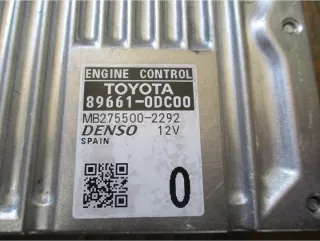 ENGINE CONTROL
TOYOTA
89661-0DC00
MB275500-2292
DENSO 12V
SPAIN
0